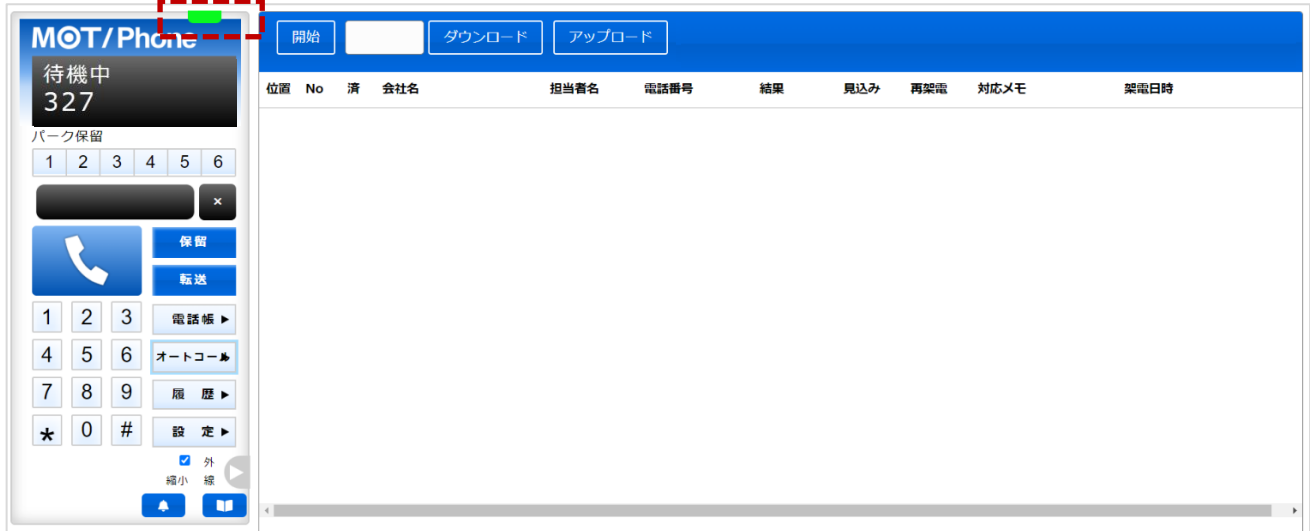 MOT/Phone
待機中
327
パーク保留
1 2 3 4 5 6
×
保留
転送
1 2 3
電話帳▶
4 5 6
オートコール
7 8 9
履 歴▶
* 0 #
設 定▶
外
縮小 線
開始
ダウンロード
アップロード
位置 No 済 会社名 担当者名 電話番号 結果 見込み 再架電 対応メモ 架電日時